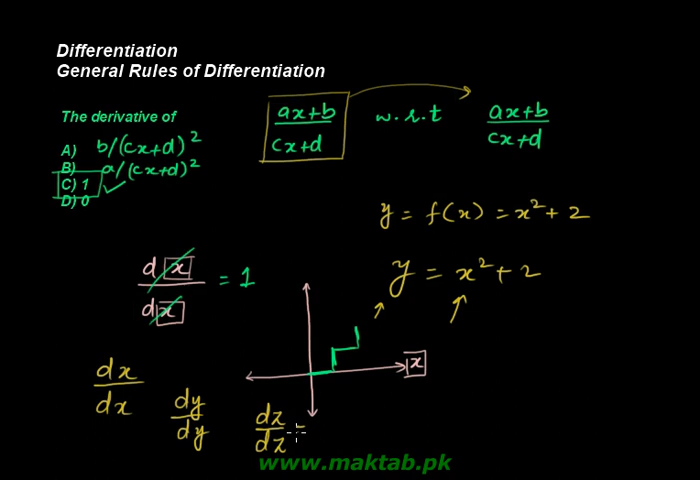 Differentiation
General Rules of Differentiation
The derivative of
ax+b
cx+d
w.r.t
ax+b
cx+d
A) b/(cx+d)²
B) a/(cx+d)²
C) 1
D) 0
y = f(x) = x²+2
y = x²+2
dx
dx
= 1
x
dx
dx
dy
dy
dz
dz
=
www.maktab.pk